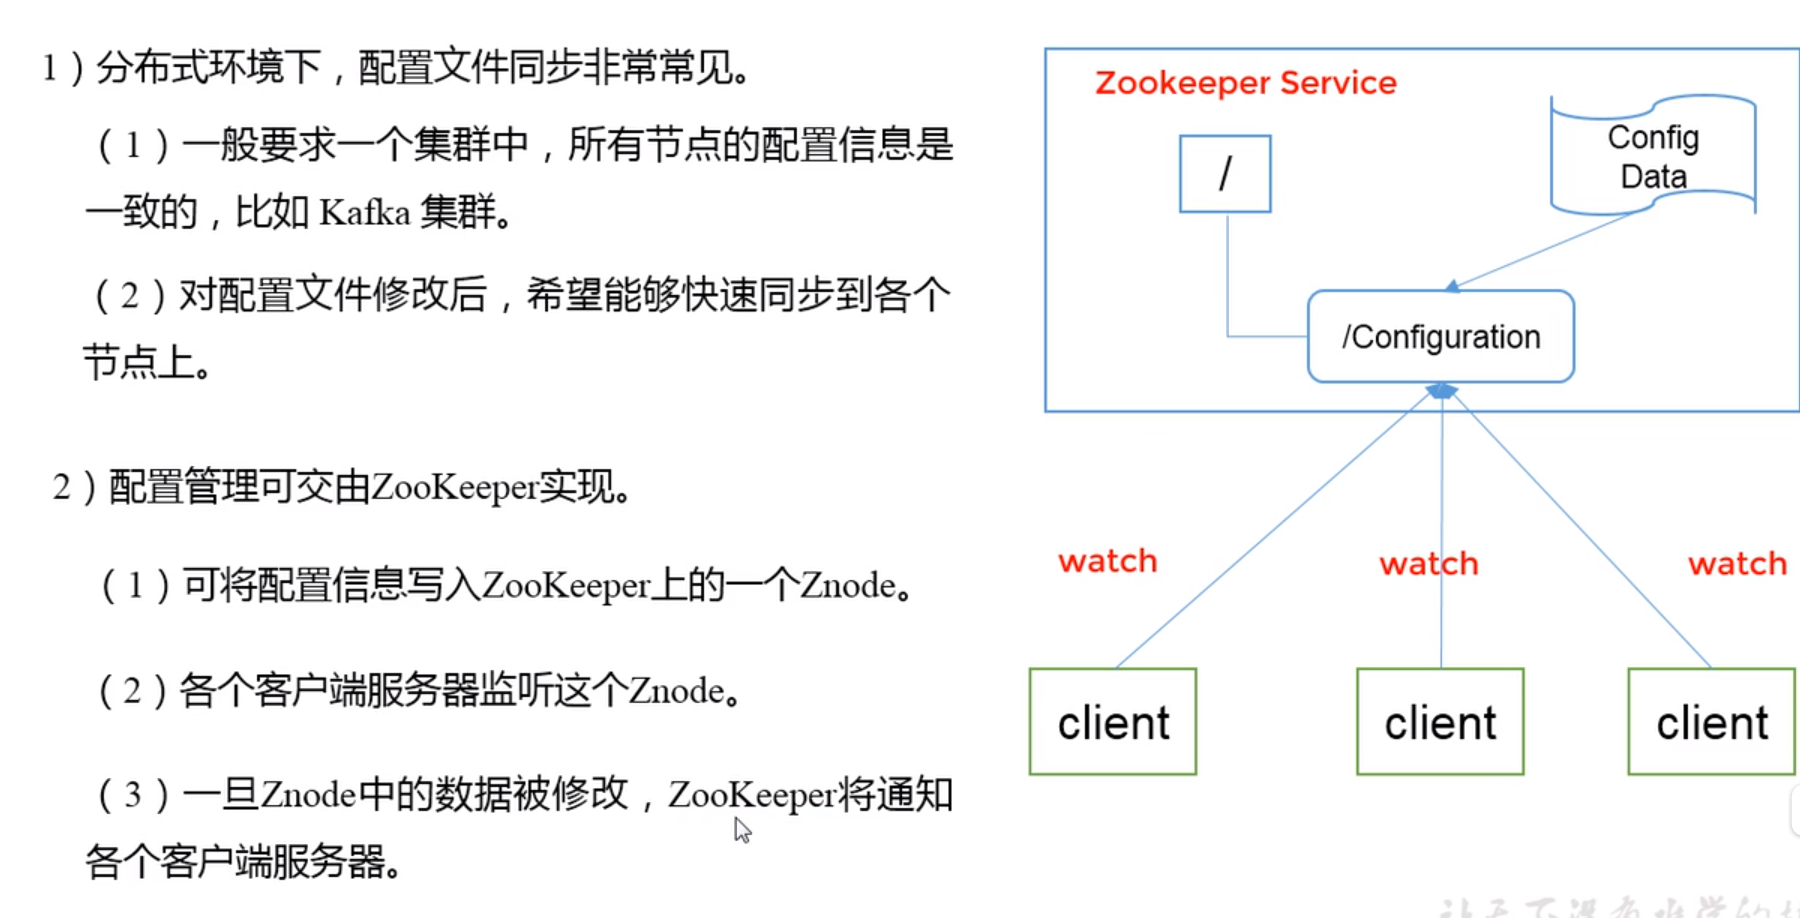 1）分布式环境下，配置文件同步非常常见。
（1）一般要求一个集群中，所有节点的配置信息是
一致的，比如 Kafka 集群。
（2）对配置文件修改后，希望能够快速同步到各个
节点上。
2）配置管理可交由ZooKeeper实现。
（1）可将配置信息写入ZooKeeper上的一个Znode。
（2）各个客户端服务器监听这个Znode。
（3）一旦Znode中的数据被修改，ZooKeeper将通知
各个客户端服务器。
Zookeeper Service
/
Config
Data
/Configuration
watch
watch
watch
client
client
client